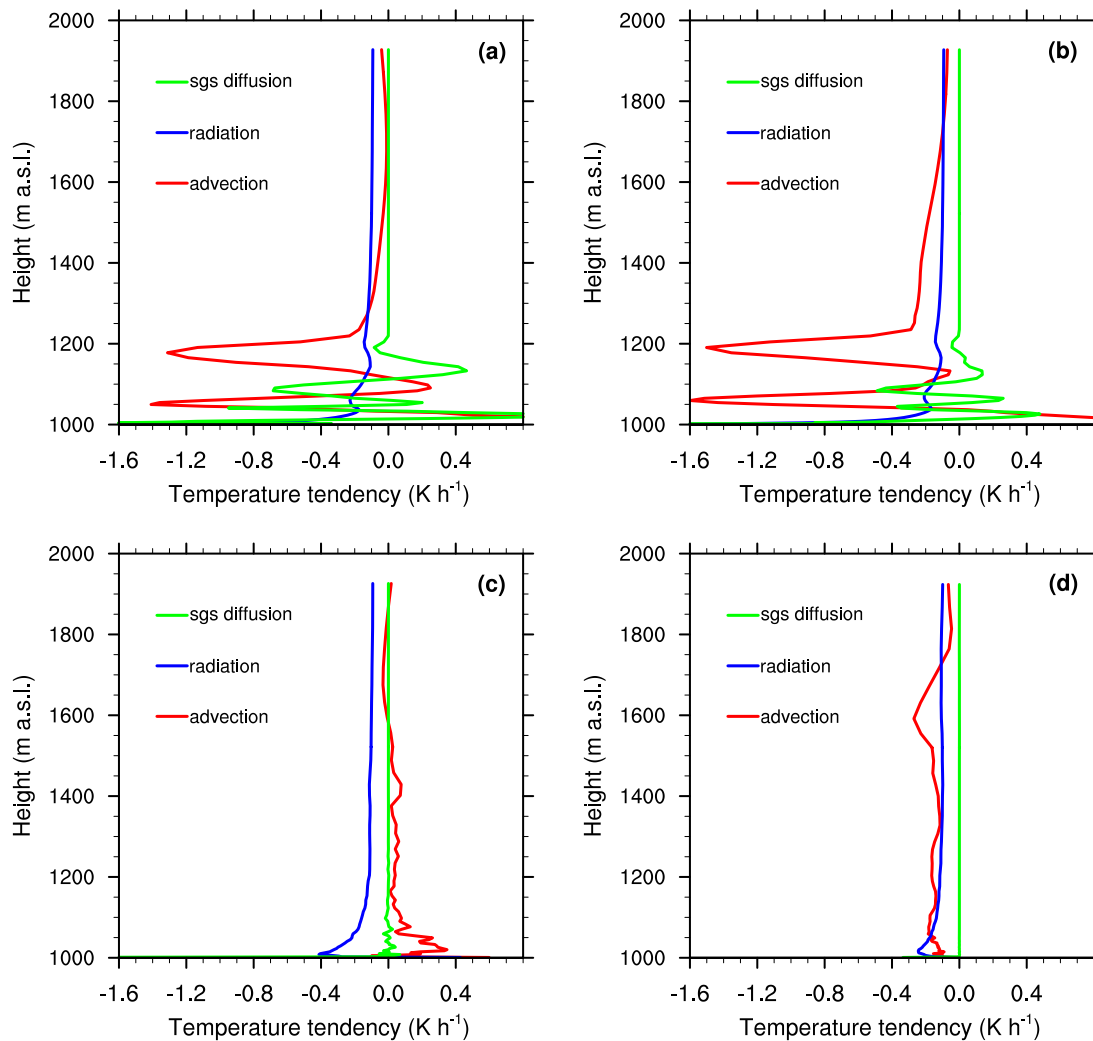 2000
1800
1600
1400
1200
1000
Height (m a.s.l.)
(a)
sgs diffusion
radiation
advection
-1.6 -1.2 -0.8 -0.4 0.0 0.4
Temperature tendency (K h⁻¹)
2000
1800
1600
1400
1200
1000
Height (m a.s.l.)
(b)
sgs diffusion
radiation
advection
-1.6 -1.2 -0.8 -0.4 0.0 0.4
Temperature tendency (K h⁻¹)
2000
1800
1600
1400
1200
1000
Height (m a.s.l.)
(c)
sgs diffusion
radiation
advection
-1.6 -1.2 -0.8 -0.4 0.0 0.4
Temperature tendency (K h⁻¹)
2000
1800
1600
1400
1200
1000
Height (m a.s.l.)
(d)
sgs diffusion
radiation
advection
-1.6 -1.2 -0.8 -0.4 0.0 0.4
Temperature tendency (K h⁻¹)